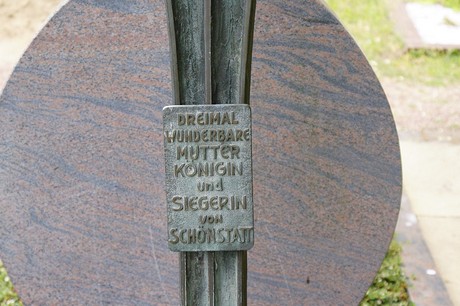 DREIMAL
WUNDERBARE
MUTTER
KÖNIGIN
und
SIEGERIN
VON
SCHÖNSTATT